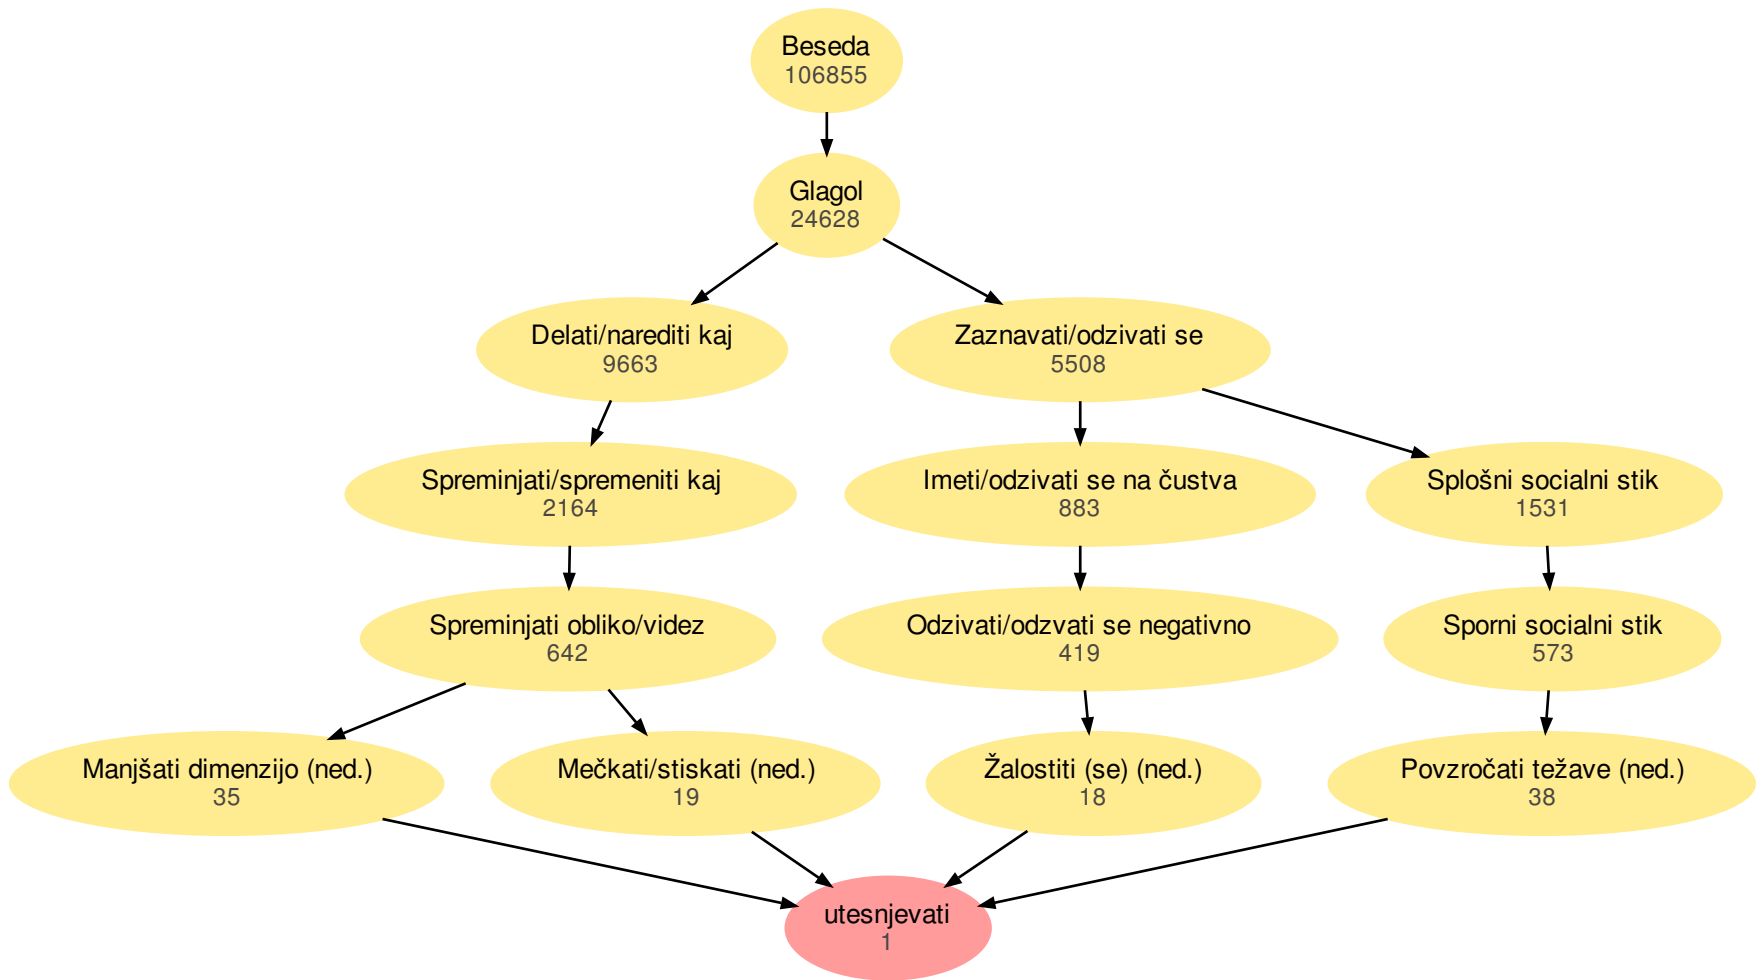 Beseda
106855
Glagol
24628
Delati/narediti kaj
9663
Zaznavati/odzivati se
5508
Spreminjati/spremeniti kaj
2164
Imeti/odzivati se na čustva
883
Splošni socialni stik
1531
Spreminjati obliko/videz
642
Odzivati/odzvati se negativno
419
Sporni socialni stik
573
Manjšati dimenzijo (ned.)
35
Mečkati/stiskati (ned.)
19
Žalostiti (se) (ned.)
18
Povzročati težave (ned.)
38
utesnjevati
1